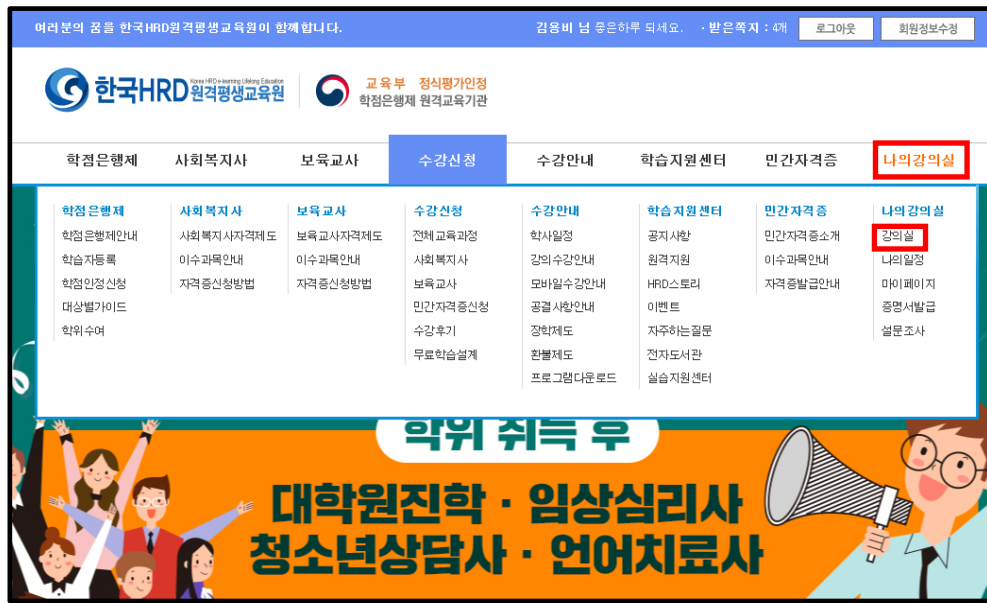 여러분의 꿈을 한국HRD원격평생교육원이 함께합니다.
김용비 님 좋은하루 되세요. · 받은쪽지 : 4개 로그아웃 회원정보수정
한국HRD Korea HRD e-learning Lifelong Education 원격평생교육원
교육부 정식평가인정
학점은행제 원격교육기관
학점은행제 사회복지사 보육교사 수강신청 수강안내 학습지원센터 민간자격증 나의강의실
학점은행제
학점은행제안내
학습자등록
학점인정신청
대상별가이드
학위수여
사회복지사
사회복지사자격제도
이수과목안내
자격증신청방법
보육교사
보육교사자격제도
이수과목안내
자격증신청방법
수강신청
전체교육과정
사회복지사
보육교사
민간자격증신청
수강후기
무료학습설계
수강안내
학사일정
강의수강안내
모바일수강안내
공결사항안내
장학제도
환불제도
프로그램다운로드
학습지원센터
공지사항
원격지원
HRD스토리
이벤트
자주하는질문
전자도서관
실습지원센터
민간자격증
민간자격증소개
이수과목안내
자격증발급안내
나의강의실
강의실
나의일정
마이페이지
증명서발급
설문조사
학위 취득 후
대학원진학 · 임상심리사
청소년상담사 · 언어치료사